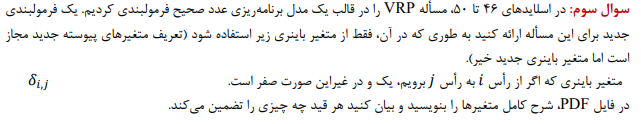 سوال سوم: در اسلایدهای ۴۶ تا ۵۰، مسأله VRP را در قالب یک مدل برنامه‌ریزی عدد صحیح فرمولبندی کردیم. یک فرمولبندی
جدید برای این مسأله ارائه کنید به طوری که در آن، فقط از متغیر باینری زیر استفاده شود (تعریف متغیرهای پیوسته جدید مجاز
است اما متغیر باینری جدید خیر).
متغیر باینری که اگر از رأس i به رأس j برویم، یک و در غیراین صورت صفر است. δi,j
در فایل PDF، شرح کامل متغیرها را بنویسید و بیان کنید هر قید چه چیزی را تضمین می‌کند.